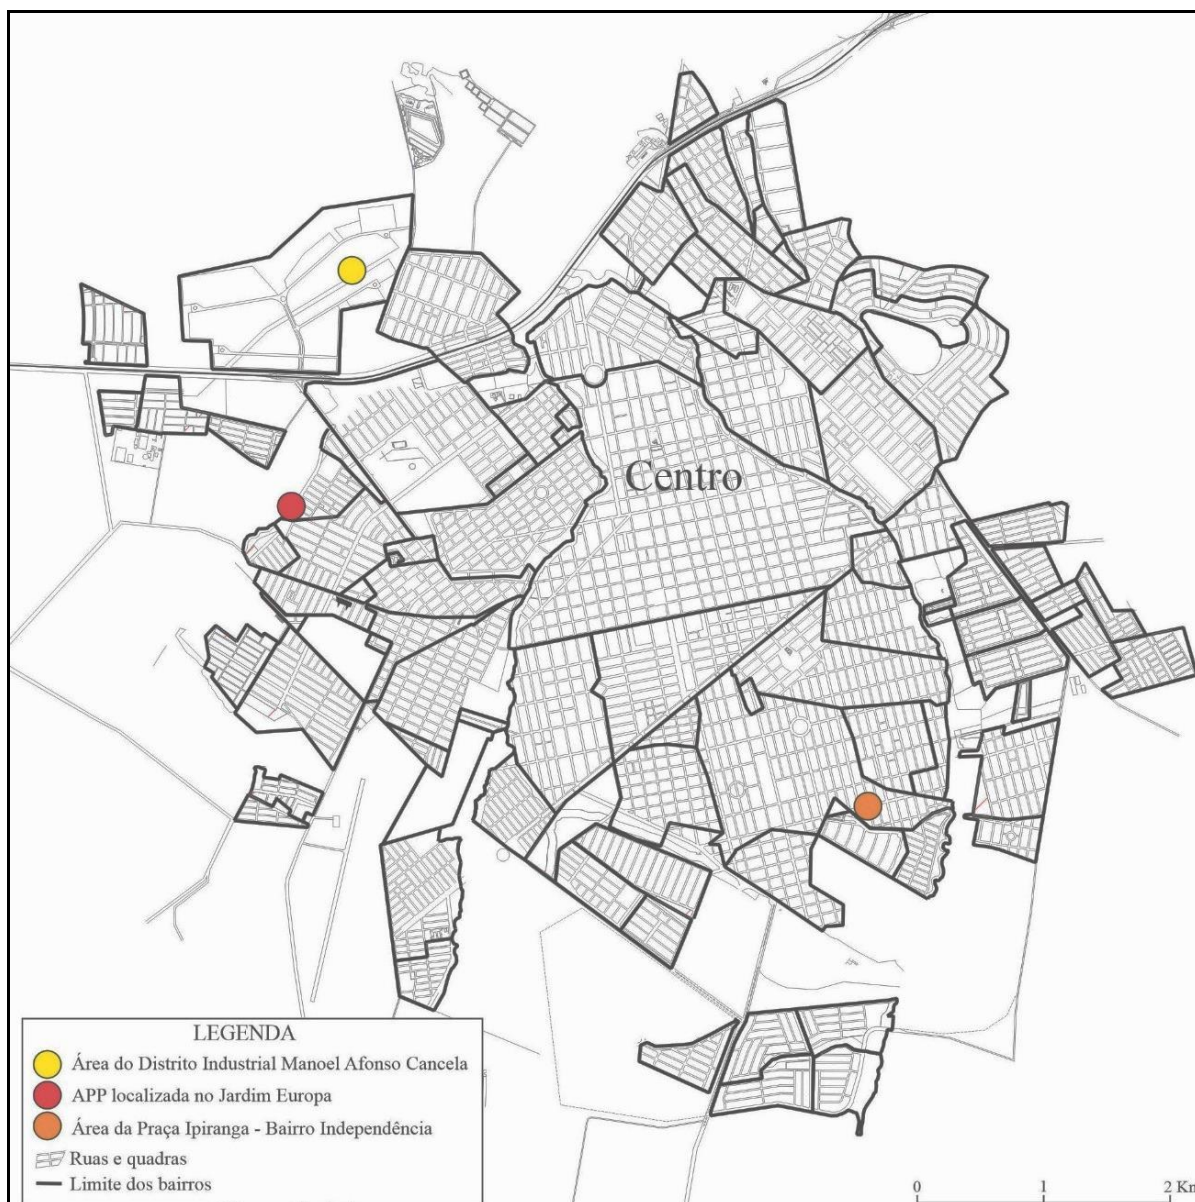 Centro
LEGENDA
Área do Distrito Industrial Manoel Afonso Cancela
APP localizada no Jardim Europa
Área da Praça Ipiranga - Bairro Independência
Ruas e quadras
Limite dos bairros
0 1 2 Km